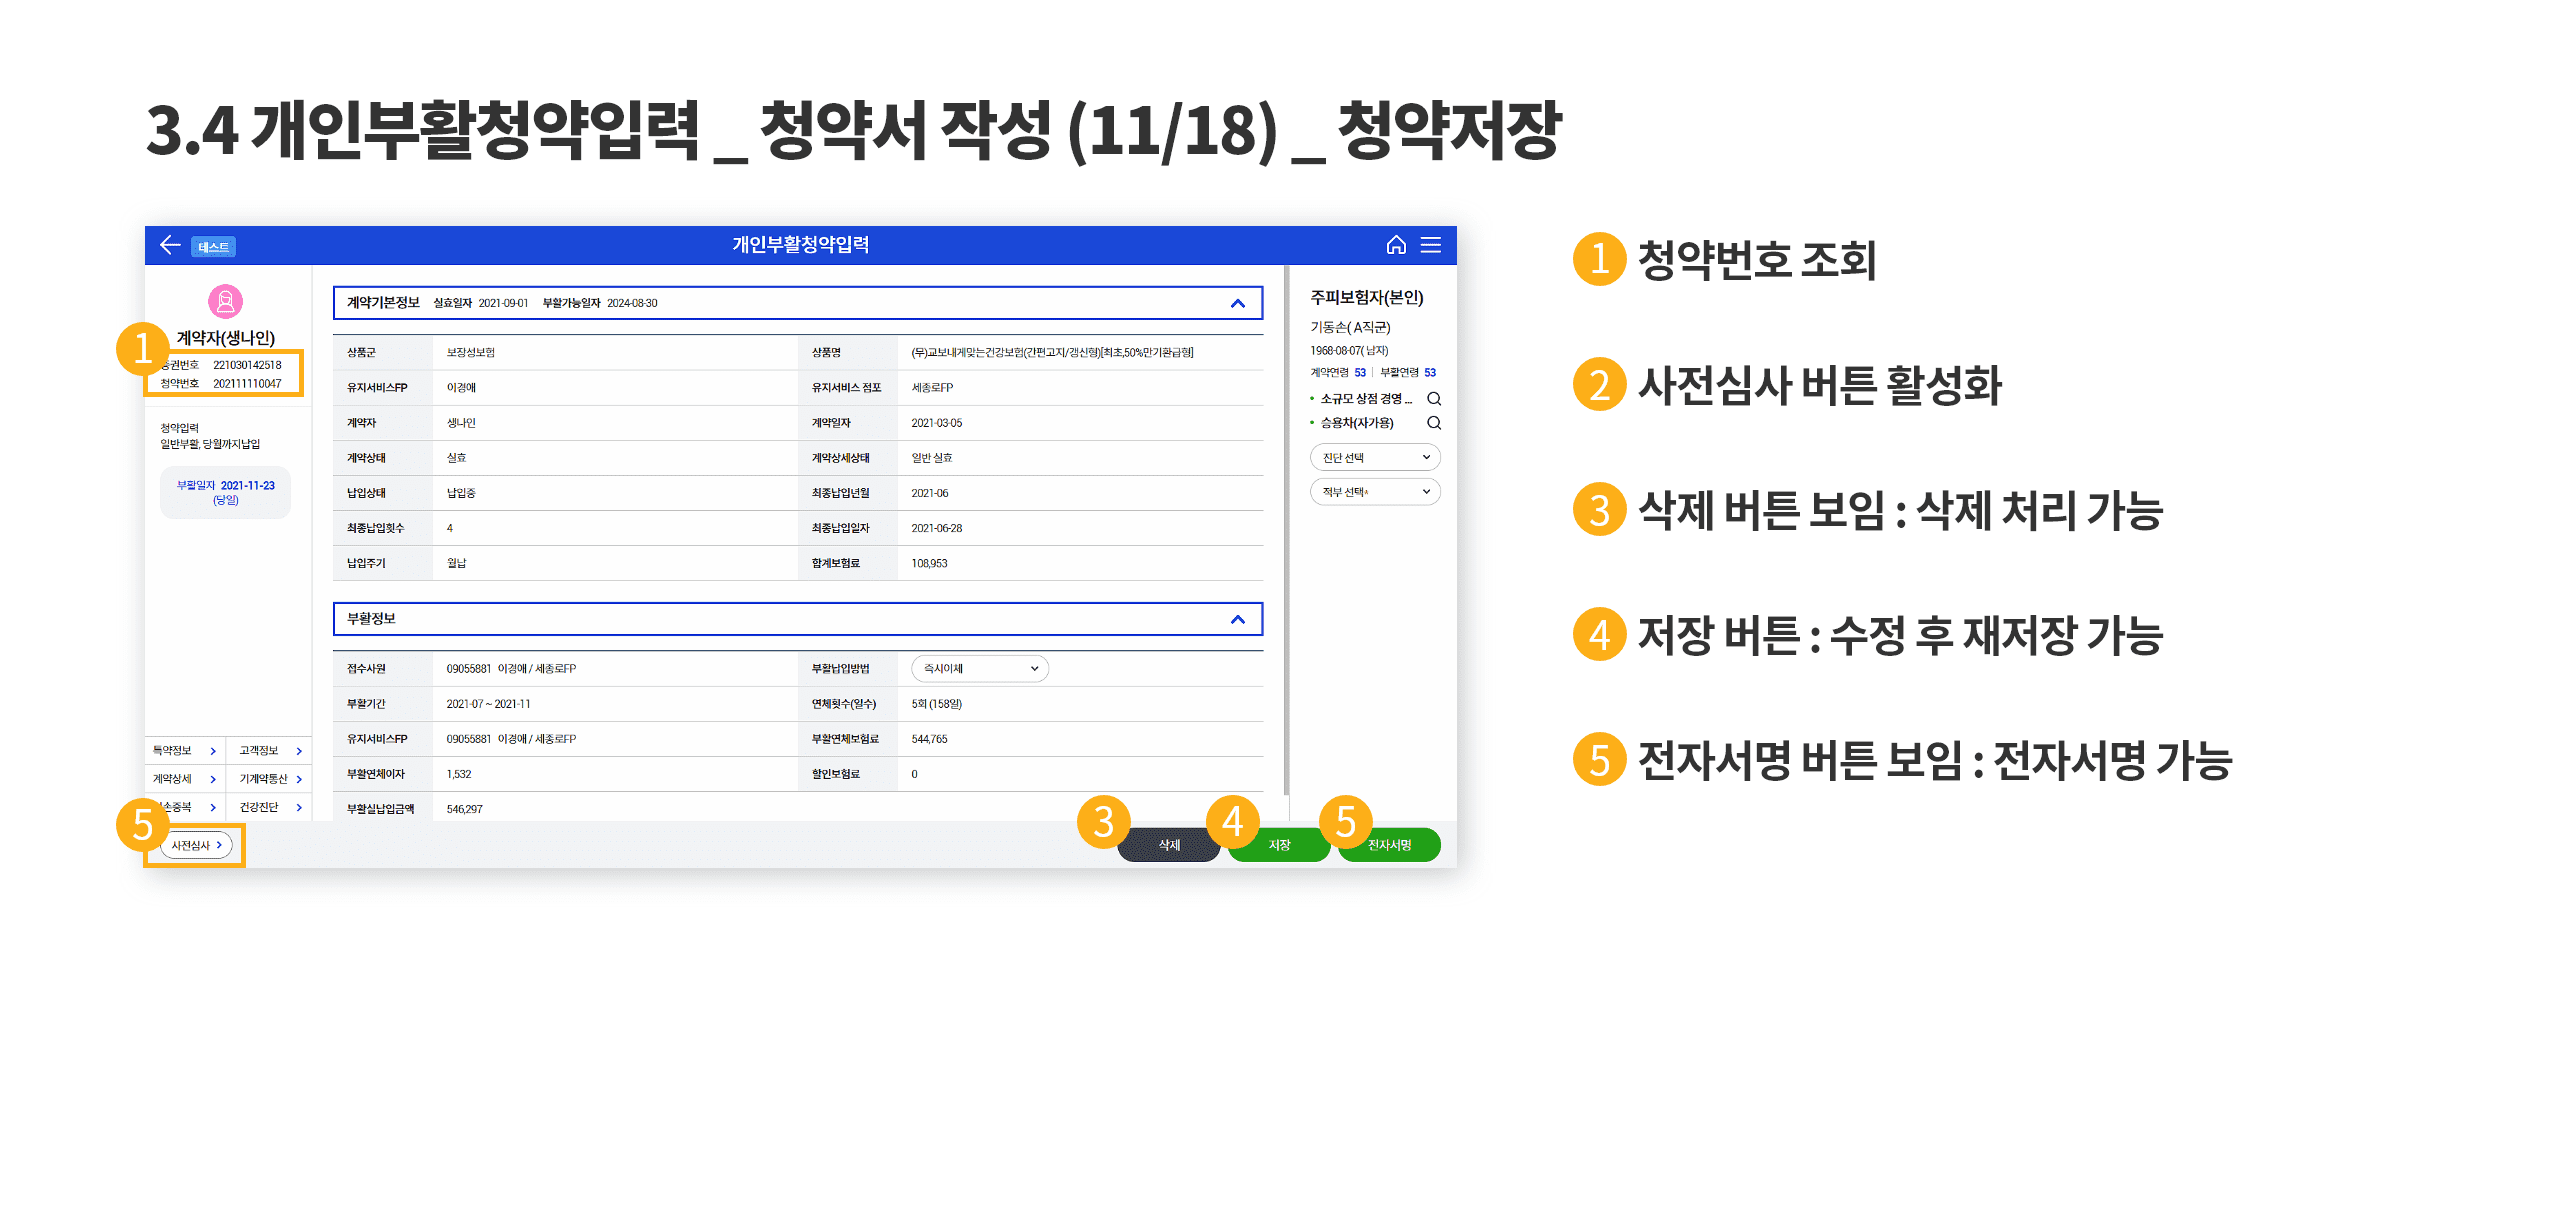 3.4 개인부활청약입력 _ 청약서 작성 (11/18) _ 청약저장
테스트
개인부활청약입력
계약자(생나인)
1
증권번호 221030142518
청약번호 202111110047
청약입력
일반부활, 당월까지납입
부활일자 2021-11-23
(당일)
특약정보 고객정보
계약상세 기계약통산
손중복 건강진단
5
사전심사
계약기본정보 실효일자 2021-09-01 부활가능일자 2024-08-30
상품군 보장성보험 상품명 (무)교보내게맞는건강보험(간편고지/갱신형)[최초,50%만기환급형]
유지서비스FP 이경애 유지서비스 점포 세종로FP
계약자 생나인 계약일자 2021-03-05
계약상태 실효 계약상세상태 일반 실효
납입상태 납입중 최종납입년월 2021-06
최종납입횟수 4 최종납입일자 2021-06-28
납입주기 월납 합계보험료 108,953
부활정보
접수사원 09055881 이경애 / 세종로FP 부활납입방법 즉시이체
부활기간 2021-07 ~ 2021-11 연체횟수(일수) 5회 (158일)
유지서비스FP 09055881 이경애 / 세종로FP 부활연체보험료 544,765
부활연체이자 1,532 할인보험료 0
부활실납입금액 546,297
3 삭제
4 저장
5 전자서명
주피보험자(본인)
기동손( A직군)
1968-08-07( 남자)
계약연령 53 부활연령 53
소규모 상점 경영 ...
승용차(자가용)
진단 선택
적부 선택*
1 청약번호 조회
2 사전심사 버튼 활성화
3 삭제 버튼 보임 : 삭제 처리 가능
4 저장 버튼 : 수정 후 재저장 가능
5 전자서명 버튼 보임 : 전자서명 가능